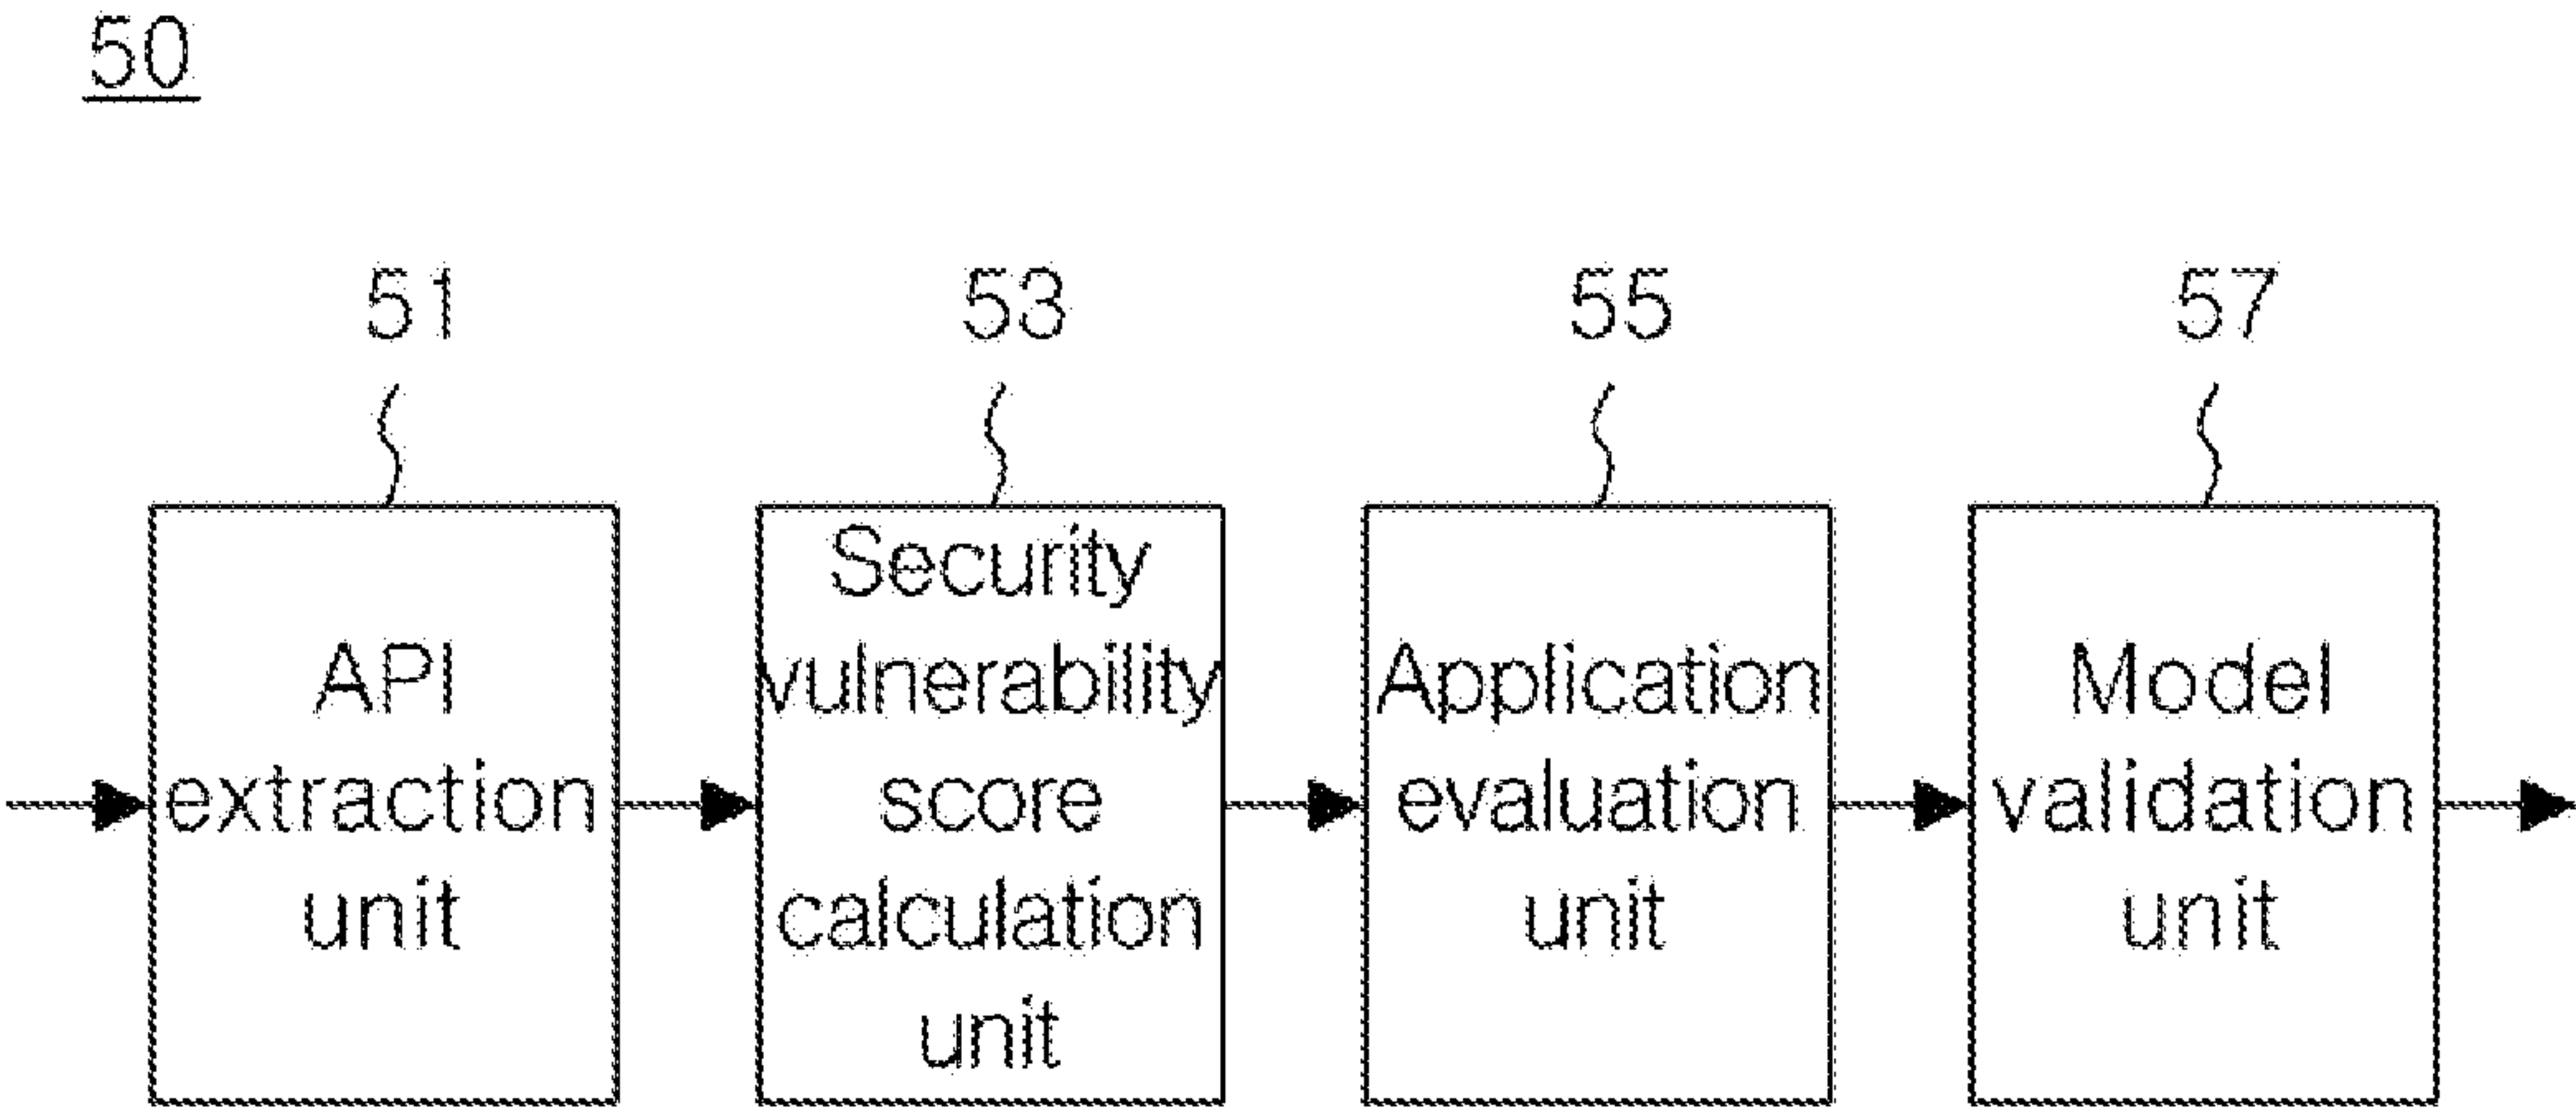 50
51
53
55
57
API
extraction
unit
Security
vulnerability
score
calculation
unit
Application
evaluation
unit
Model
validation
unit